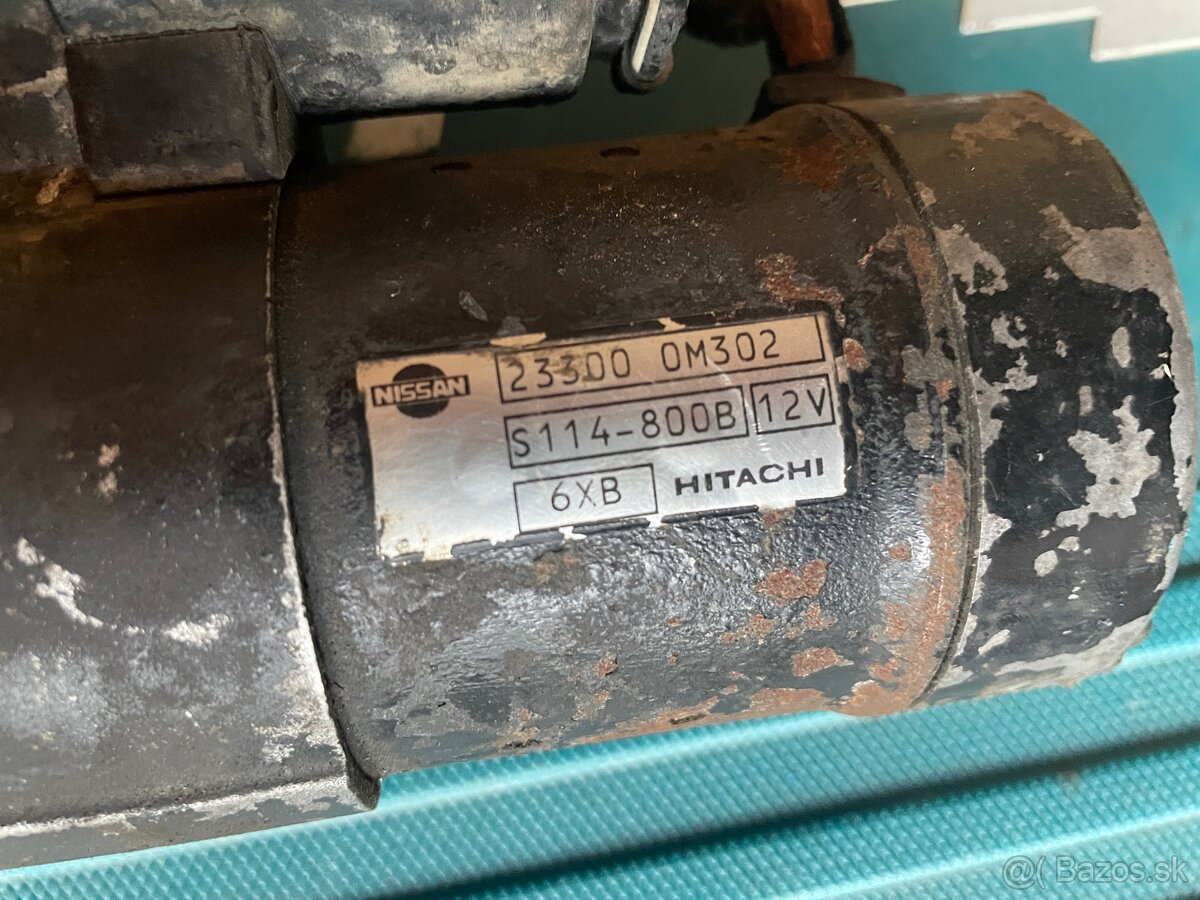 NISSAN
23300 0M302
S114-800B 12V
6XB HITACHI
@( Bazos.sk